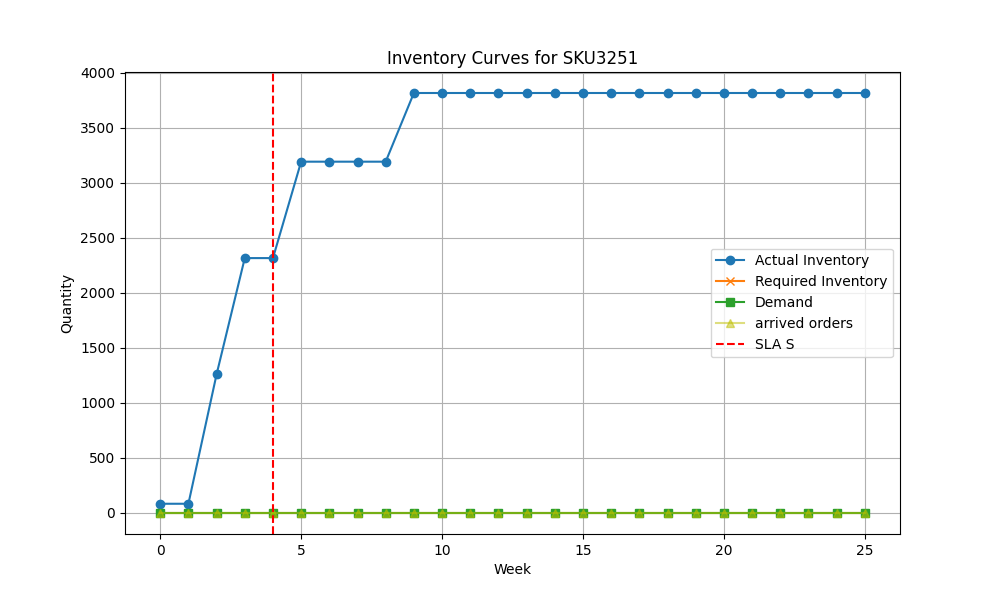 Inventory Curves for SKU3251
Quantity
4000
3500
3000
2500
2000
1500
1000
500
0
Actual Inventory
Required Inventory
Demand
arrived orders
SLA S
0 5 10 15 20 25
Week